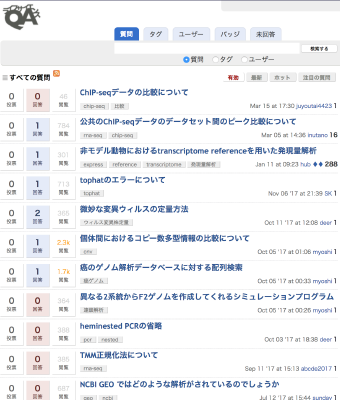 QA
質問 タグ ユーザー バッジ 未回答
検索する
質問 タグ ユーザー
すべての質問 有効 最新 ホット 注目の質問
0 0 46 ChIP-seqデータの比較について
投票 回答 閲覧 chip-seq 比較 Mar 15 at 17:30 juyoutai4423 1
0 1 784 公共のChIP-seqデータのデータセット間のピーク比較について
投票 回答 閲覧 rna-seq chip-seq Mar 05 at 14:36 inutano 16
0 1 301 非モデル動物におけるtranscriptome referenceを用いた発現量解析
投票 回答 閲覧 express reference transcriptome 発現量解析 Jan 11 at 09:23 hub ♦♦ 288
0 1 713 tophatのエラーについて
投票 回答 閲覧 tophat Nov 06 '17 at 21:39 SK 1
0 2 365 微妙な変異ウィルスの定量方法
投票 回答 閲覧 ウィルス変異体定量 Oct 11 '17 at 12:06 deer 1
0 1 2.3k 個体間におけるコピー数多型情報の比較について
投票 回答 閲覧 cnv Oct 05 '17 at 01:06 myoshi 1
0 1 1.7k 癌のゲノム解析データベースに対する配列検索
投票 回答 閲覧 癌ゲノム Oct 05 '17 at 00:33 myoshi 1
0 0 384 異なる2系統からF2ゲノムを作成してくれるシミュレーションプログラム
投票 回答 閲覧 連鎖解析 Oct 05 '17 at 00:26 myoshi 1
0 0 388 heminested PCRの省略
投票 回答 閲覧 pcr nested Oct 03 '17 at 18:38 deer 1
0 0 385 TMM正規化法について
投票 回答 閲覧 rna-seq Sep 11 '17 at 15:13 abcde2017 1
0 0 687 NCBI GEO ではどのような解析がされているのでしょうか
投票 回答 閲覧 geo ncbi Jul 12 '17 at 15:44 sunday 1